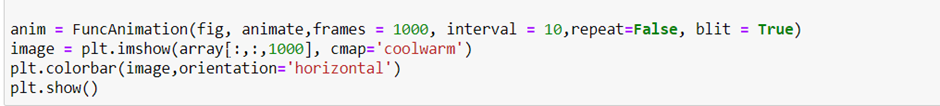 anim = FuncAnimation(fig, animate,frames = 1000, interval = 10,repeat=False, blit = True)
image = plt.imshow(array[:,:,1000], cmap='coolwarm')
plt.colorbar(image,orientation='horizontal')
plt.show()